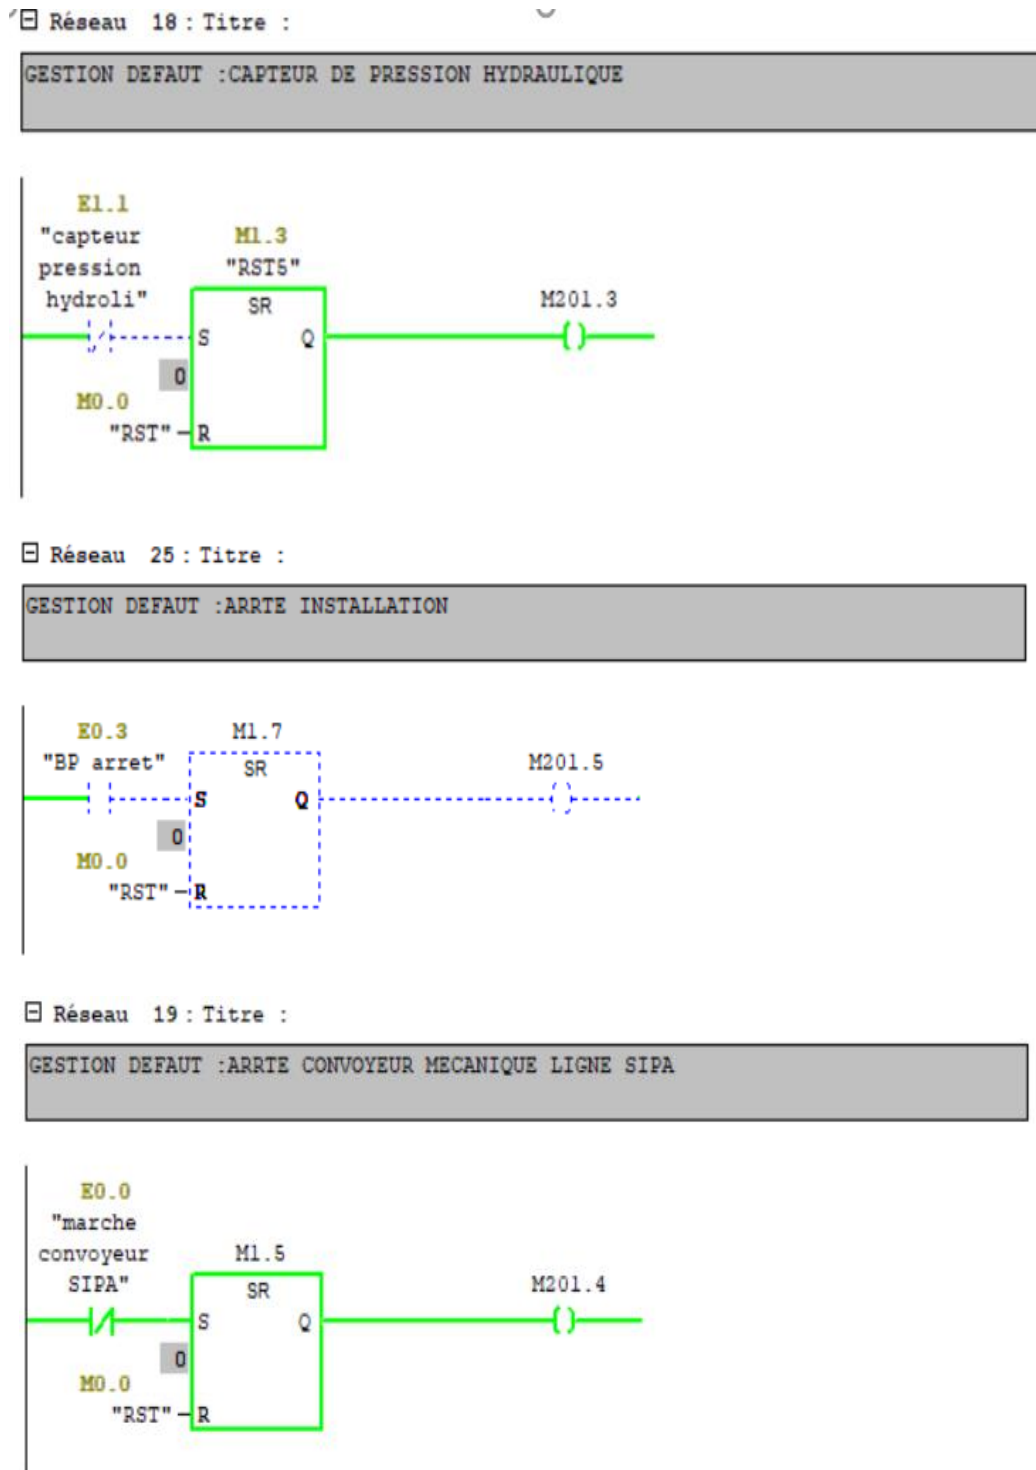 Réseau 18 : Titre :
GESTION DEFAUT :CAPTEUR DE PRESSION HYDRAULIQUE
E1.1
"capteur
pression
hydroli"
M1.3
"RST5"
SR
S
Q
M201.3
0
M0.0
"RST"
R
Réseau 25 : Titre :
GESTION DEFAUT :ARRTE INSTALLATION
E0.3
"BP arret"
M1.7
SR
S
Q
M201.5
0
M0.0
"RST"
R
Réseau 19 : Titre :
GESTION DEFAUT :ARRTE CONVOYEUR MECANIQUE LIGNE SIPA
E0.0
"marche
convoyeur
SIPA"
M1.5
SR
S
Q
M201.4
0
M0.0
"RST"
R